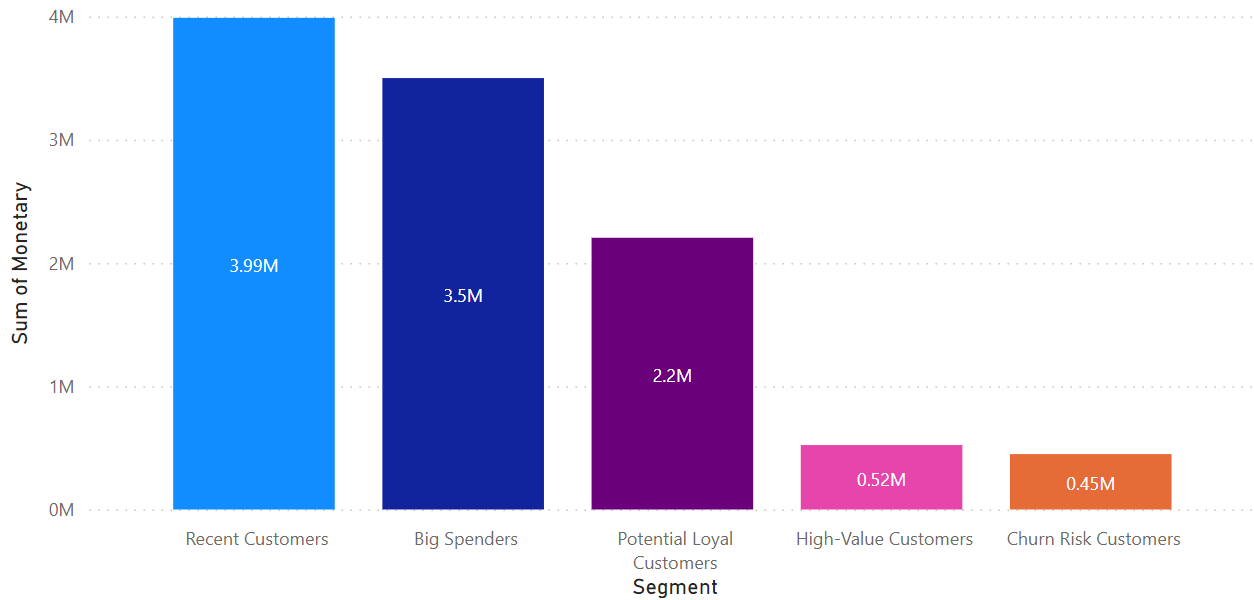 Sum of Monetary
4M
3M
2M
1M
0M
3.99M
3.5M
2.2M
0.52M
0.45M
Recent Customers
Big Spenders
Potential Loyal
Customers
High-Value Customers
Churn Risk Customers
Segment